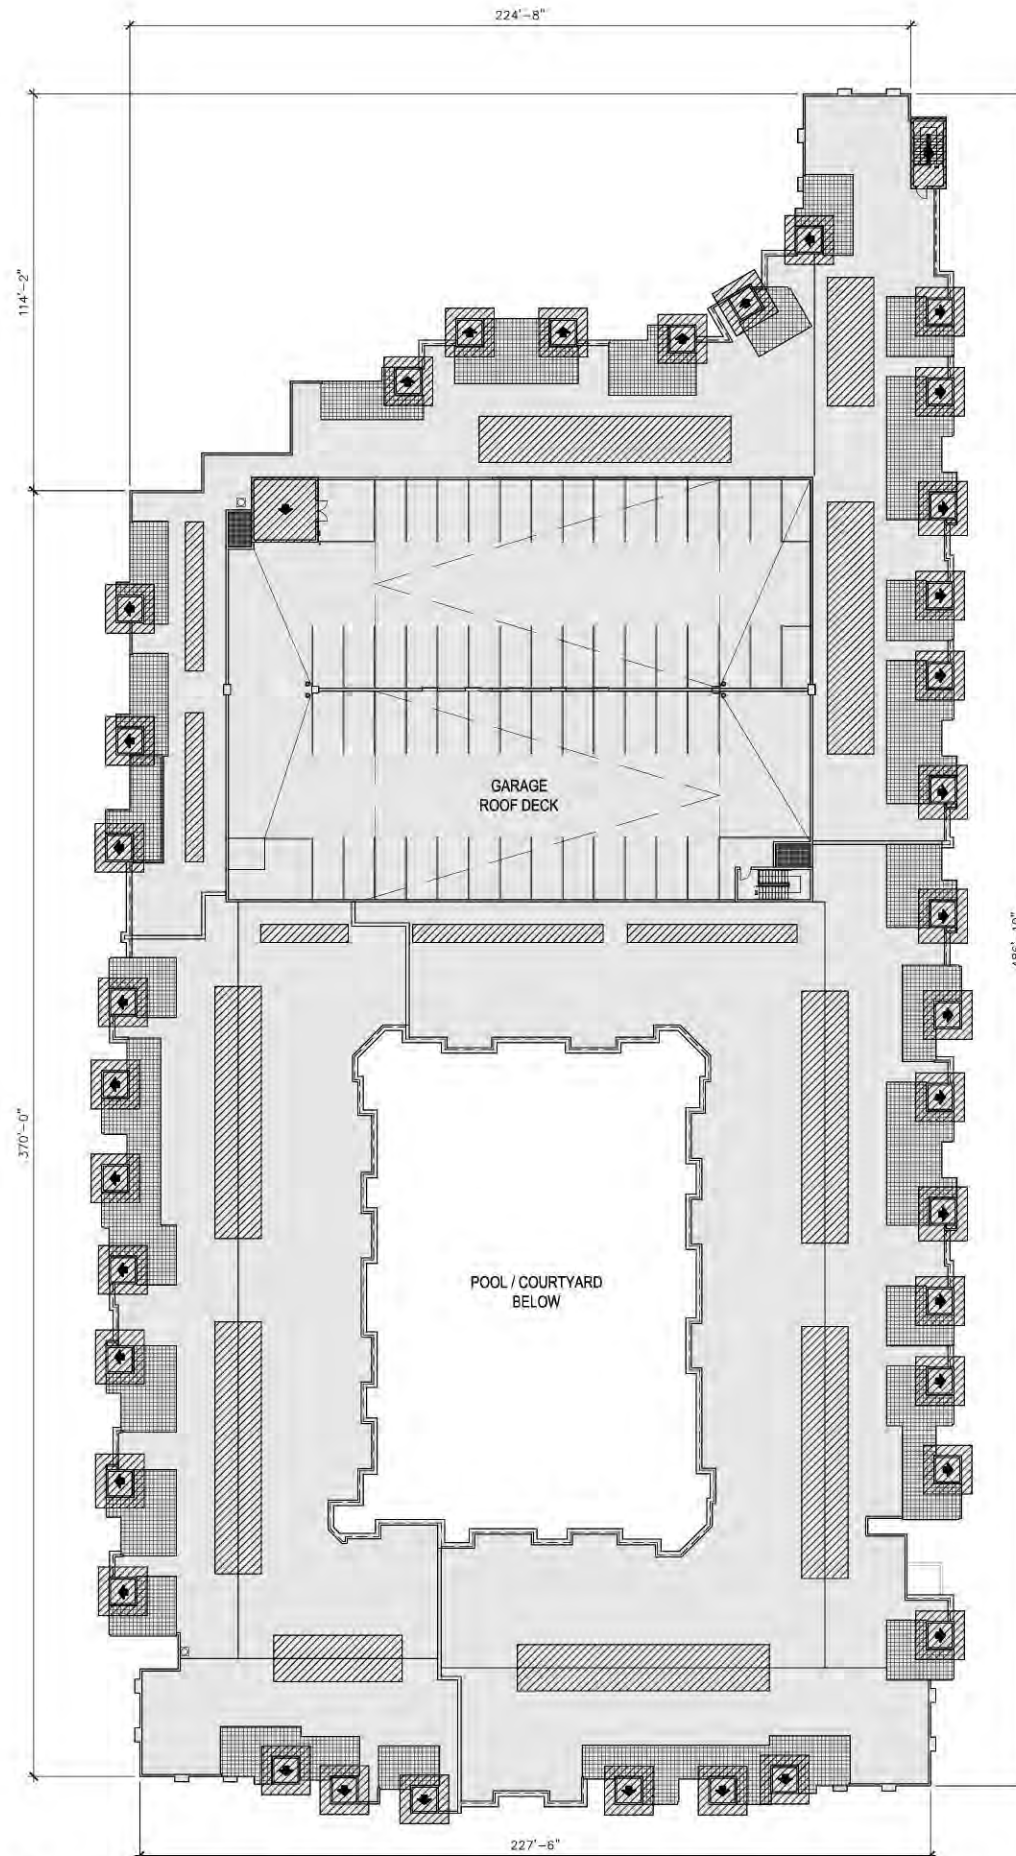 224'-8"
114'-2"
GARAGE
ROOF DECK
370'-0"
POOL / COURTYARD
BELOW
227'-6"